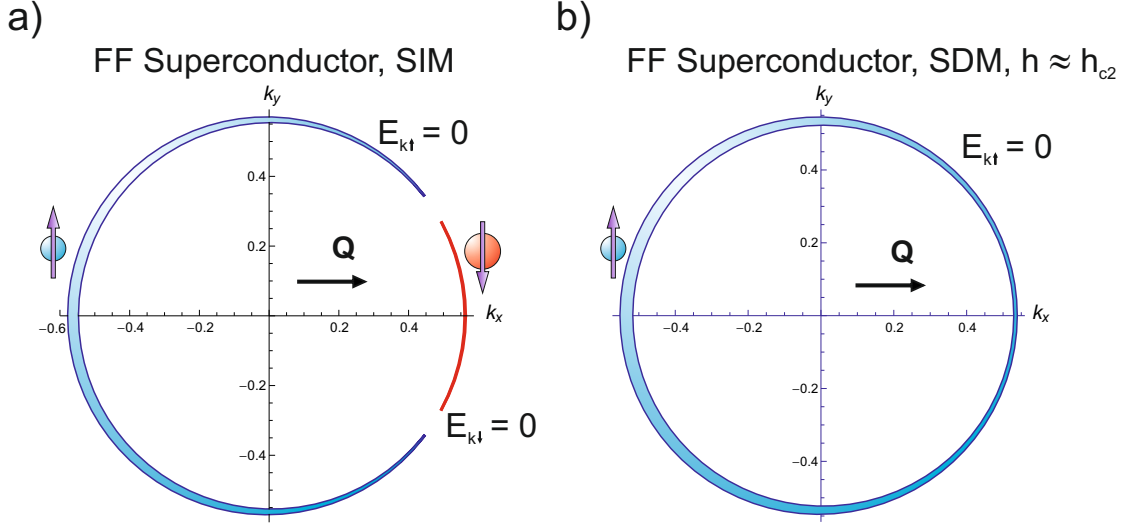 a)
FF Superconductor, SIM
k_y
E_k↑ = 0
0.4
0.2
Q
−0.6
−0.4
−0.2
0.2
0.4
k_x
−0.2
−0.4
E_k↓ = 0
b)
FF Superconductor, SDM, h ≈ h_c2
k_y
E_k↑ = 0
0.4
0.2
Q
−0.4
−0.2
0.2
0.4
k_x
−0.2
−0.4